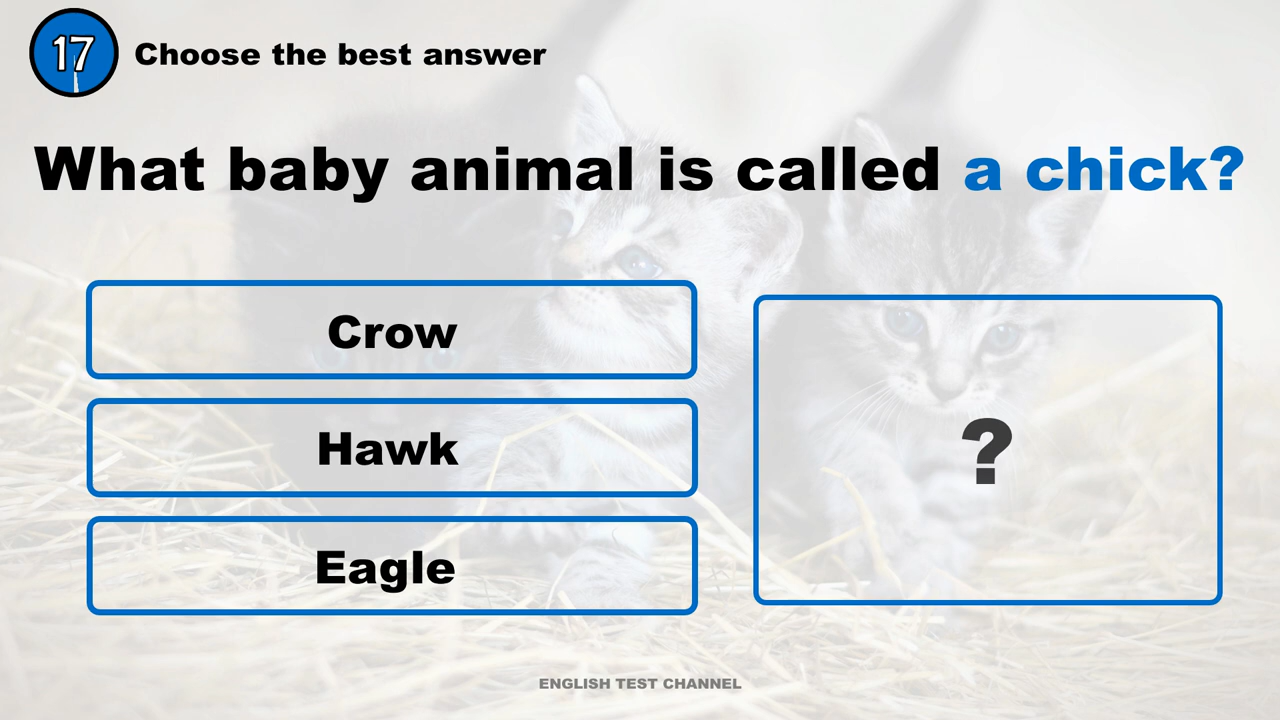 17
Choose the best answer
What baby animal is called a chick?
Crow
Hawk
?
Eagle
ENGLISH TEST CHANNEL